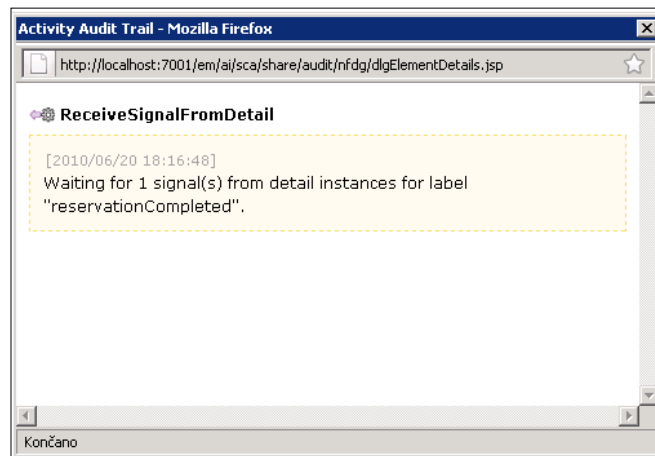 Activity Audit Trail - Mozilla Firefox
http://localhost:7001/em/ai/sca/share/audit/nfdg/dlgElementDetails.jsp
ReceiveSignalFromDetail
[2010/06/20 18:16:48]
Waiting for 1 signal(s) from detail instances for label
"reservationCompleted".
Končano